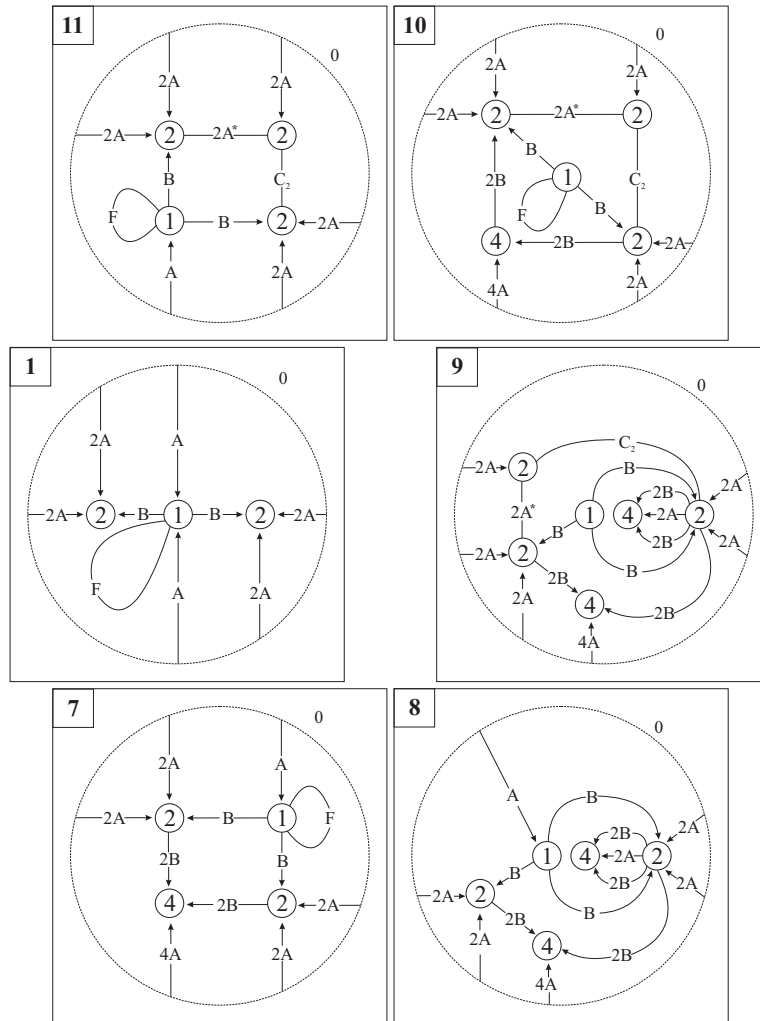 11
0
2A 2A
2A 2 2A* 2
B C₂
F 1 B 2 2A
A 2A
10
0
2A 2A
2A 2 2A* 2
B
2B 1 C₂
F B
4 2B 2 2A
4A 2A
1
0
2A A
2A 2 B 1 B 2 2A
F
A 2A
9
0
C₂
2A 2 B
2B 2A
2A* 1 4 2A 2
B 2B 2A
2A 2 B
2B
2A 4 2B
4A
7
0
2A A
2A 2 B 1 F
2B B
4 2B 2 2A
4A 2A
8
0
A B
2B 2A
1 4 2A 2
B 2B 2A
2A 2 B
2B
2A 4 2B
4A